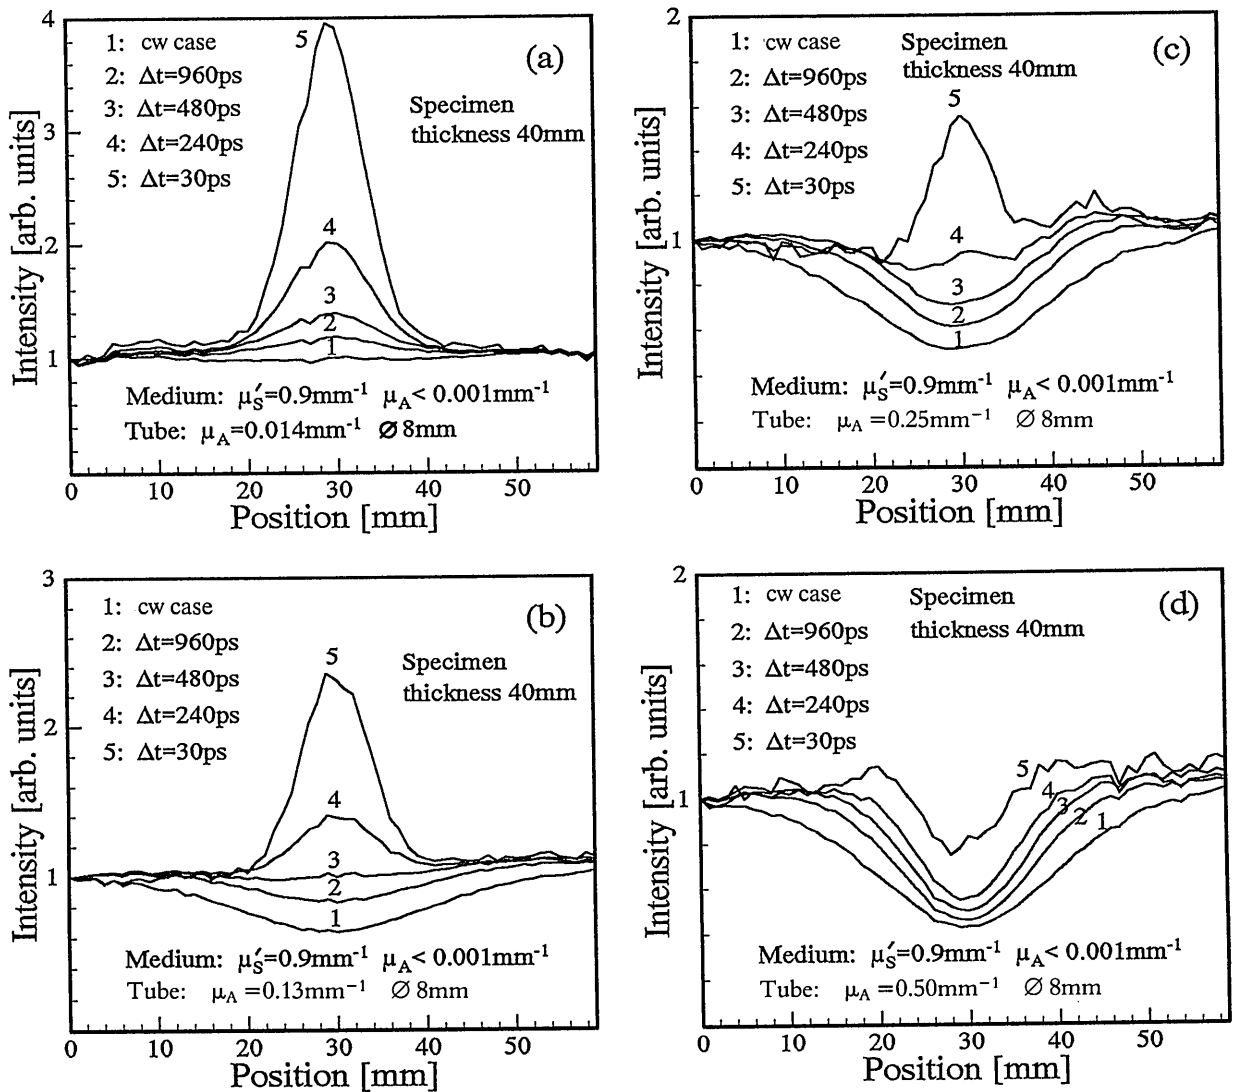 (a)
1: cw case
2: Δt=960ps
3: Δt=480ps
4: Δt=240ps
5: Δt=30ps
Specimen
thickness 40mm
5
4
3
2
1
Medium: μ′S=0.9mm-1 μA< 0.001mm-1
Tube: μA=0.014mm-1 Ø 8mm
4
3
2
1
Intensity [arb. units]
0 10 20 30 40 50
Position [mm]
(c)
1: cw case
2: Δt=960ps
3: Δt=480ps
4: Δt=240ps
5: Δt=30ps
Specimen
thickness 40mm
5
4
3
2
1
Medium: μ′S=0.9mm-1 μA< 0.001mm-1
Tube: μA =0.25mm-1 Ø 8mm
2
1
Intensity [arb. units]
0 10 20 30 40 50
Position [mm]
(b)
1: cw case
2: Δt=960ps
3: Δt=480ps
4: Δt=240ps
5: Δt=30ps
Specimen
thickness 40mm
5
4
3
2
1
Medium: μ′S=0.9mm-1 μA< 0.001mm-1
Tube: μA =0.13mm-1 Ø 8mm
3
2
1
Intensity [arb. units]
0 10 20 30 40 50
Position [mm]
(d)
1: cw case
2: Δt=960ps
3: Δt=480ps
4: Δt=240ps
5: Δt=30ps
Specimen
thickness 40mm
5
4
3
2
1
Medium: μ′S=0.9mm-1 μA< 0.001mm-1
Tube: μA =0.50mm-1 Ø 8mm
2
1
Intensity [arb. units]
0 10 20 30 40 50
Position [mm]